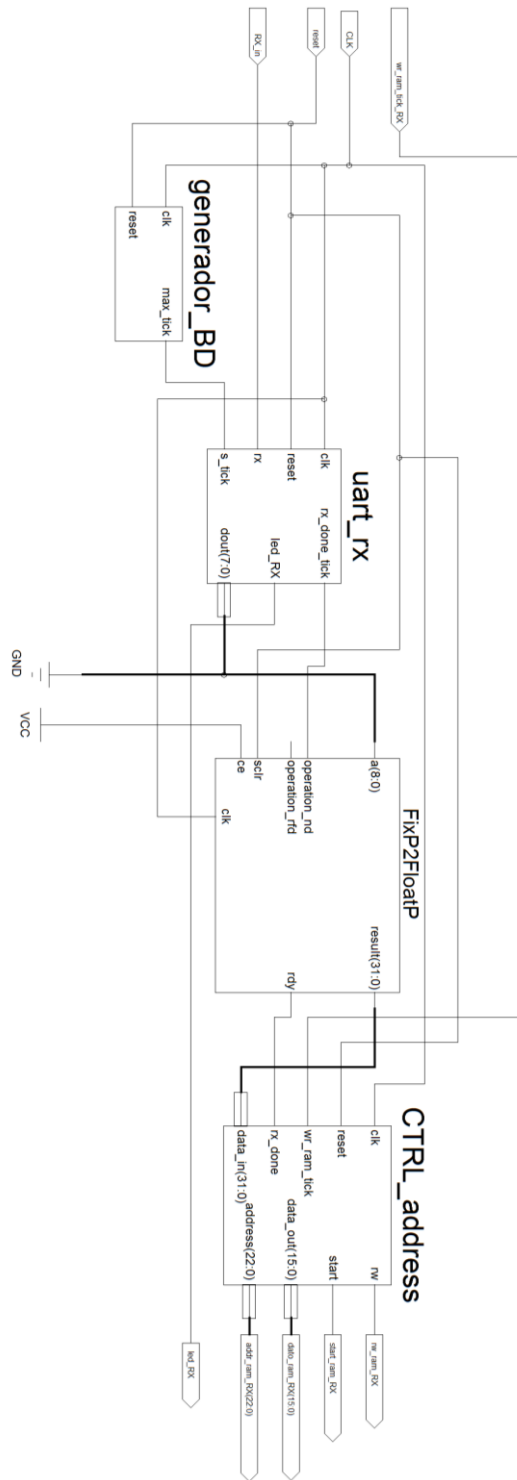 wr_ram_tick_RX
CLK
reset
RX_in
generador_BD
clk
reset
max_tick
uart_rx
clk
reset
rx
s_tick
rx_done_tick
led_RX
dout(7:0)
GND
VCC
FixP2FloatP
a(8:0)
operation_nd
operation_rfd
sclr
ce
clk
result(31:0)
rdy
CTRL_address
clk
reset
wr_ram_tick
rx_done
data_in(31:0)
rw
start
data_out(15:0)
address(22:0)
rw_ram_RX
start_ram_RX
dato_ram_RX(15:0)
addr_ram_RX(22:0)
led_RX